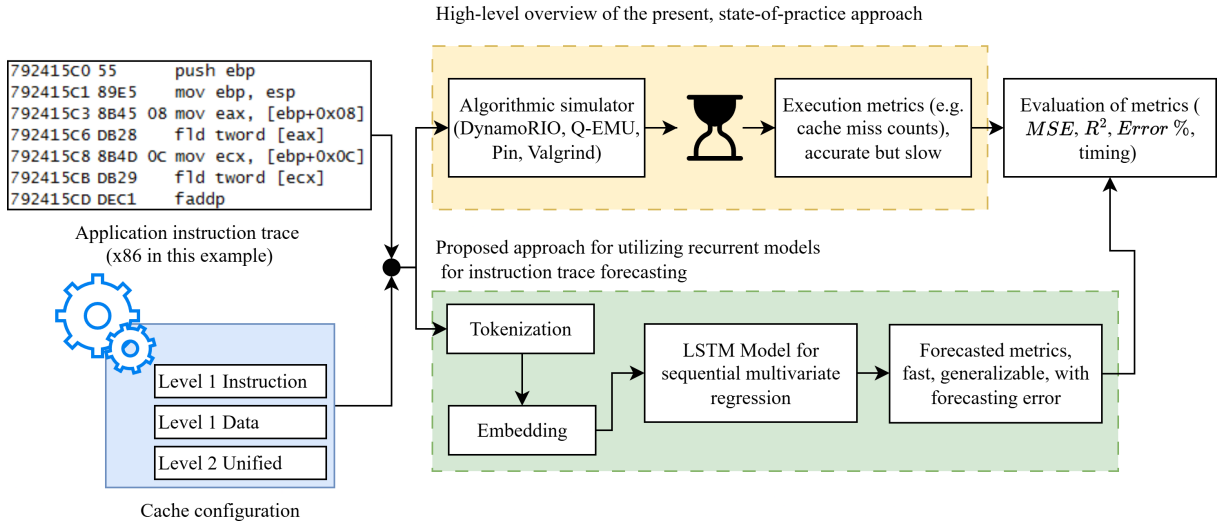 High-level overview of the present, state-of-practice approach
792415C0 55 push ebp
792415C1 89E5 mov ebp, esp
792415C3 8B45 08 mov eax, [ebp+0x08]
792415C6 DB28 fld tword [eax]
792415C8 8B4D 0C mov ecx, [ebp+0x0C]
792415CB DB29 fld tword [ecx]
792415CD DEC1 faddp
Application instruction trace
(x86 in this example)
Algorithmic simulator
(DynamoRIO, Q-EMU,
Pin, Valgrind)
Execution metrics (e.g.
cache miss counts),
accurate but slow
Evaluation of metrics (
MSE, R², Error %,
timing)
Proposed approach for utilizing recurrent models
for instruction trace forecasting
Tokenization
Embedding
LSTM Model for
sequential multivariate
regression
Forecasted metrics,
fast, generalizable, with
forecasting error
Level 1 Instruction
Level 1 Data
Level 2 Unified
Cache configuration